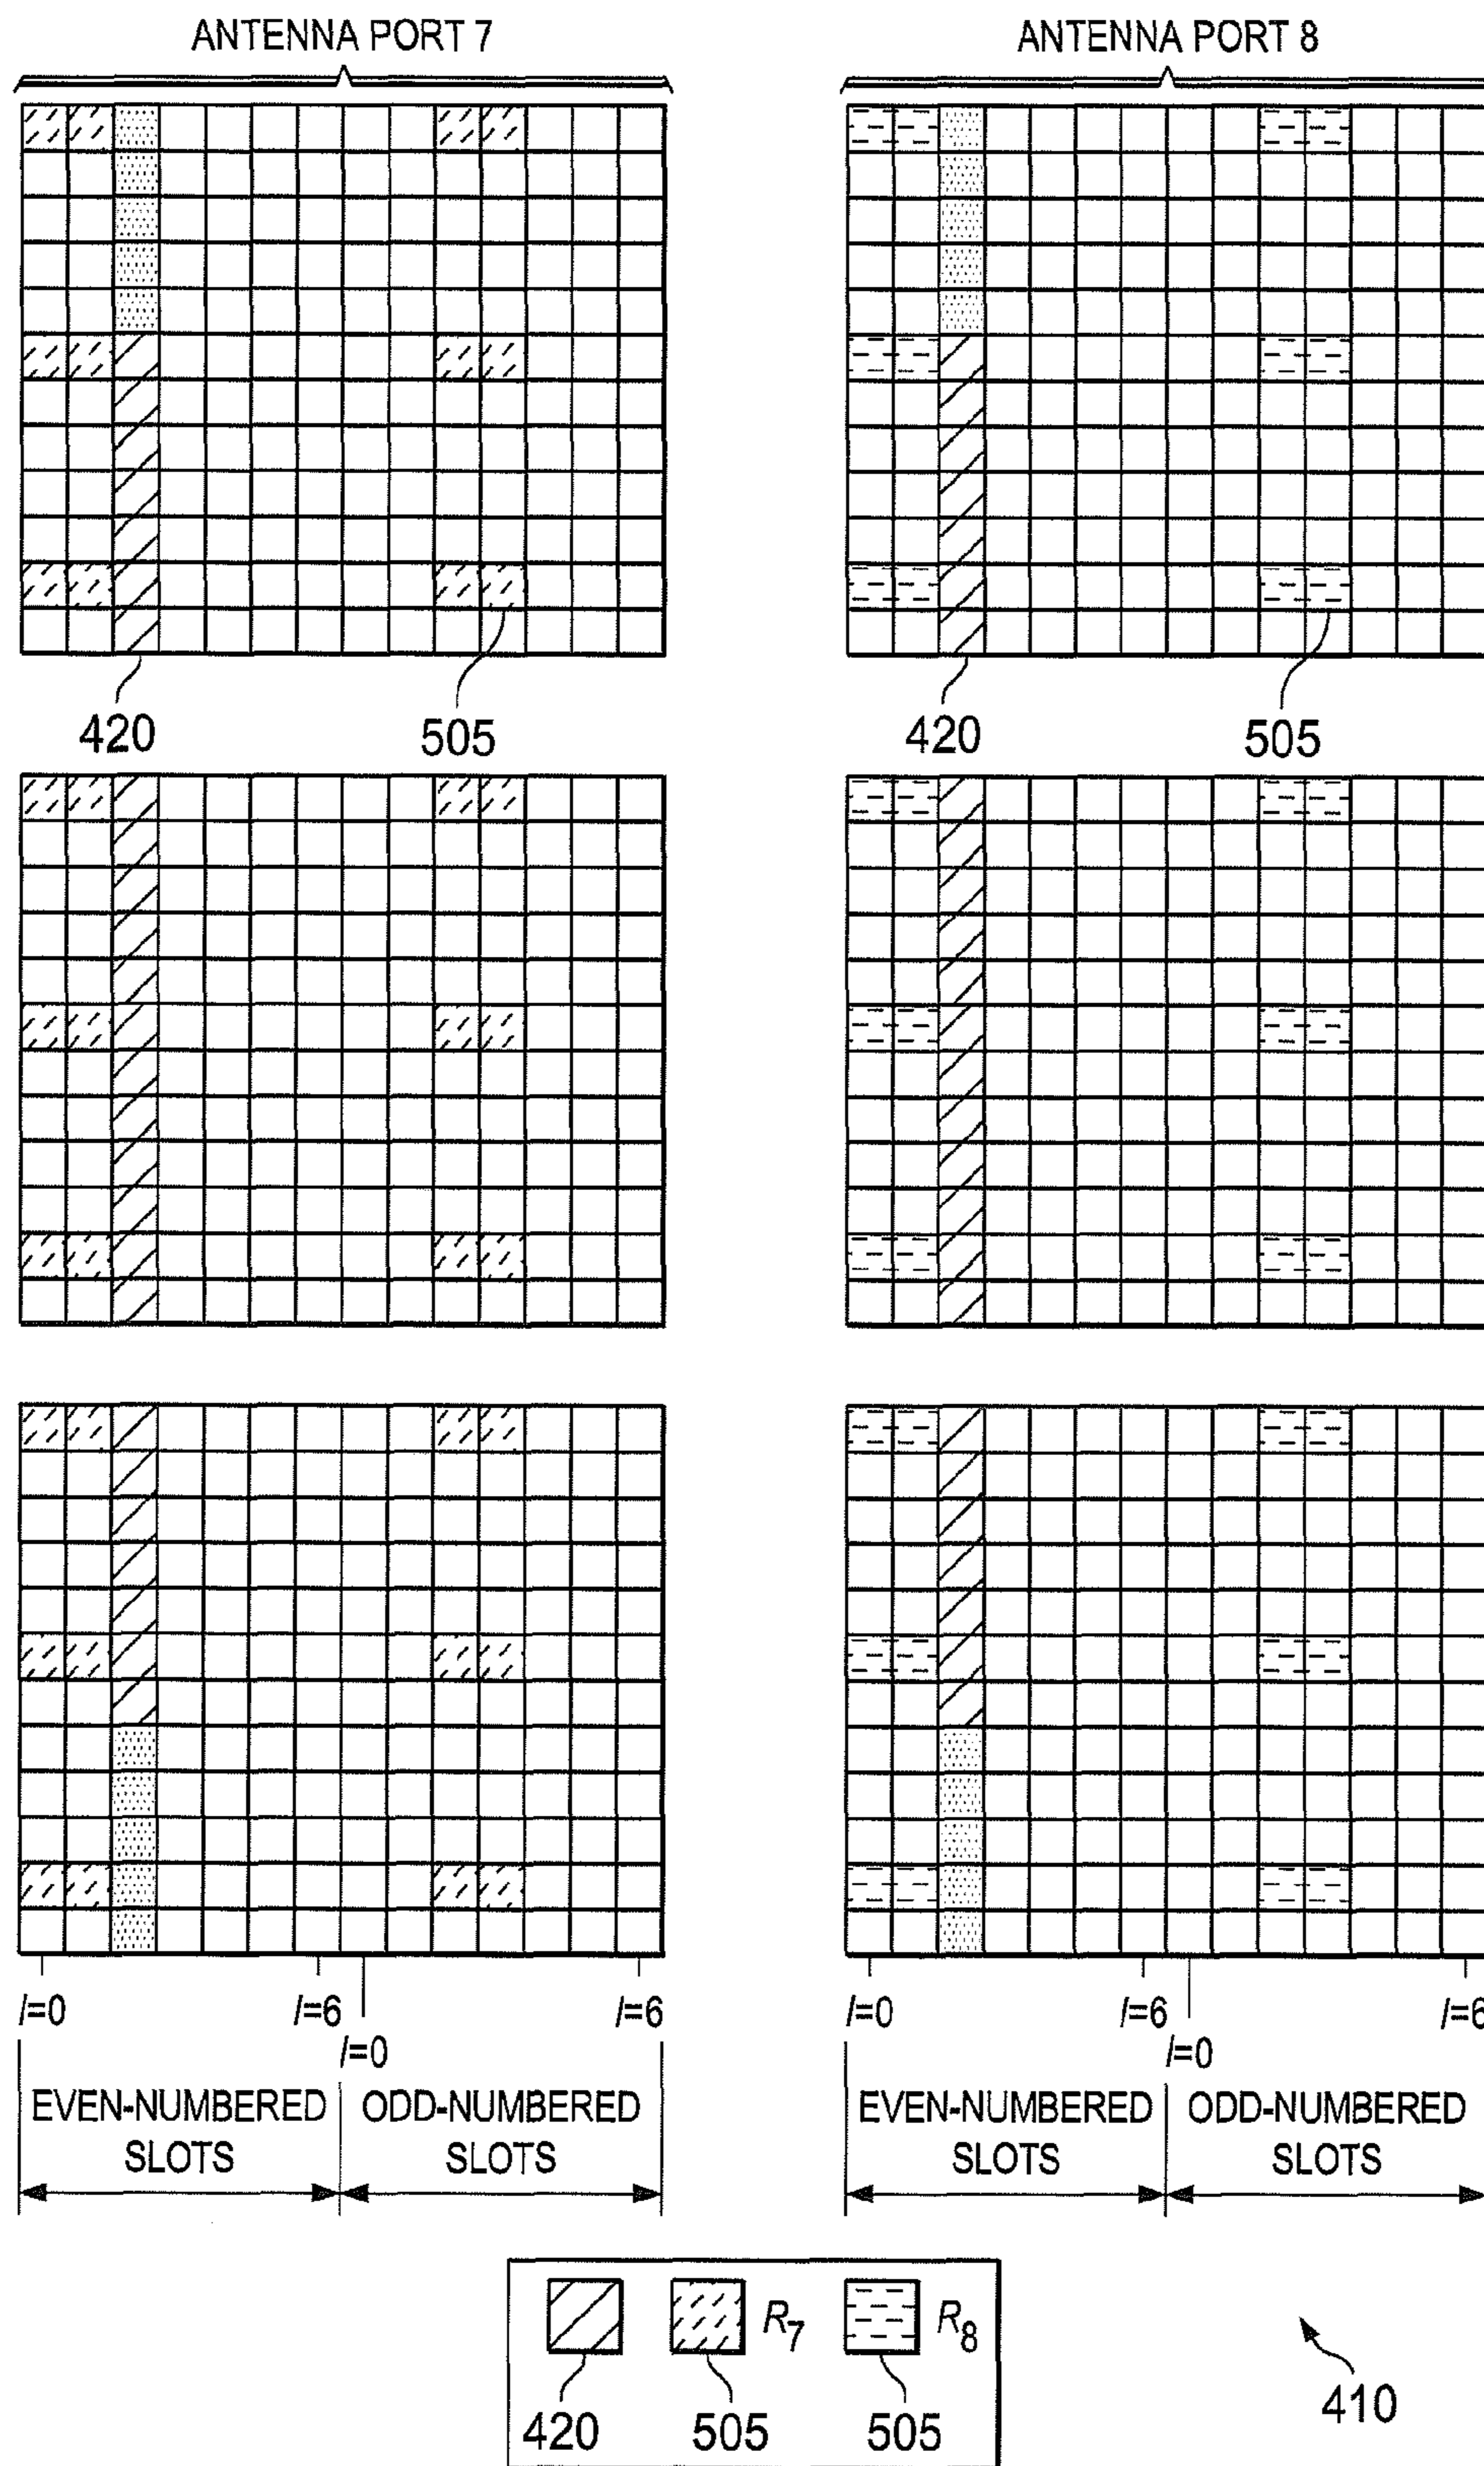 ANTENNA PORT 7
ANTENNA PORT 8
420
505
420
505
l=0
l=6
l=0
l=6
l=0
l=6
l=0
l=6
EVEN-NUMBERED
SLOTS
ODD-NUMBERED
SLOTS
EVEN-NUMBERED
SLOTS
ODD-NUMBERED
SLOTS
R7
R8
420
505
505
410